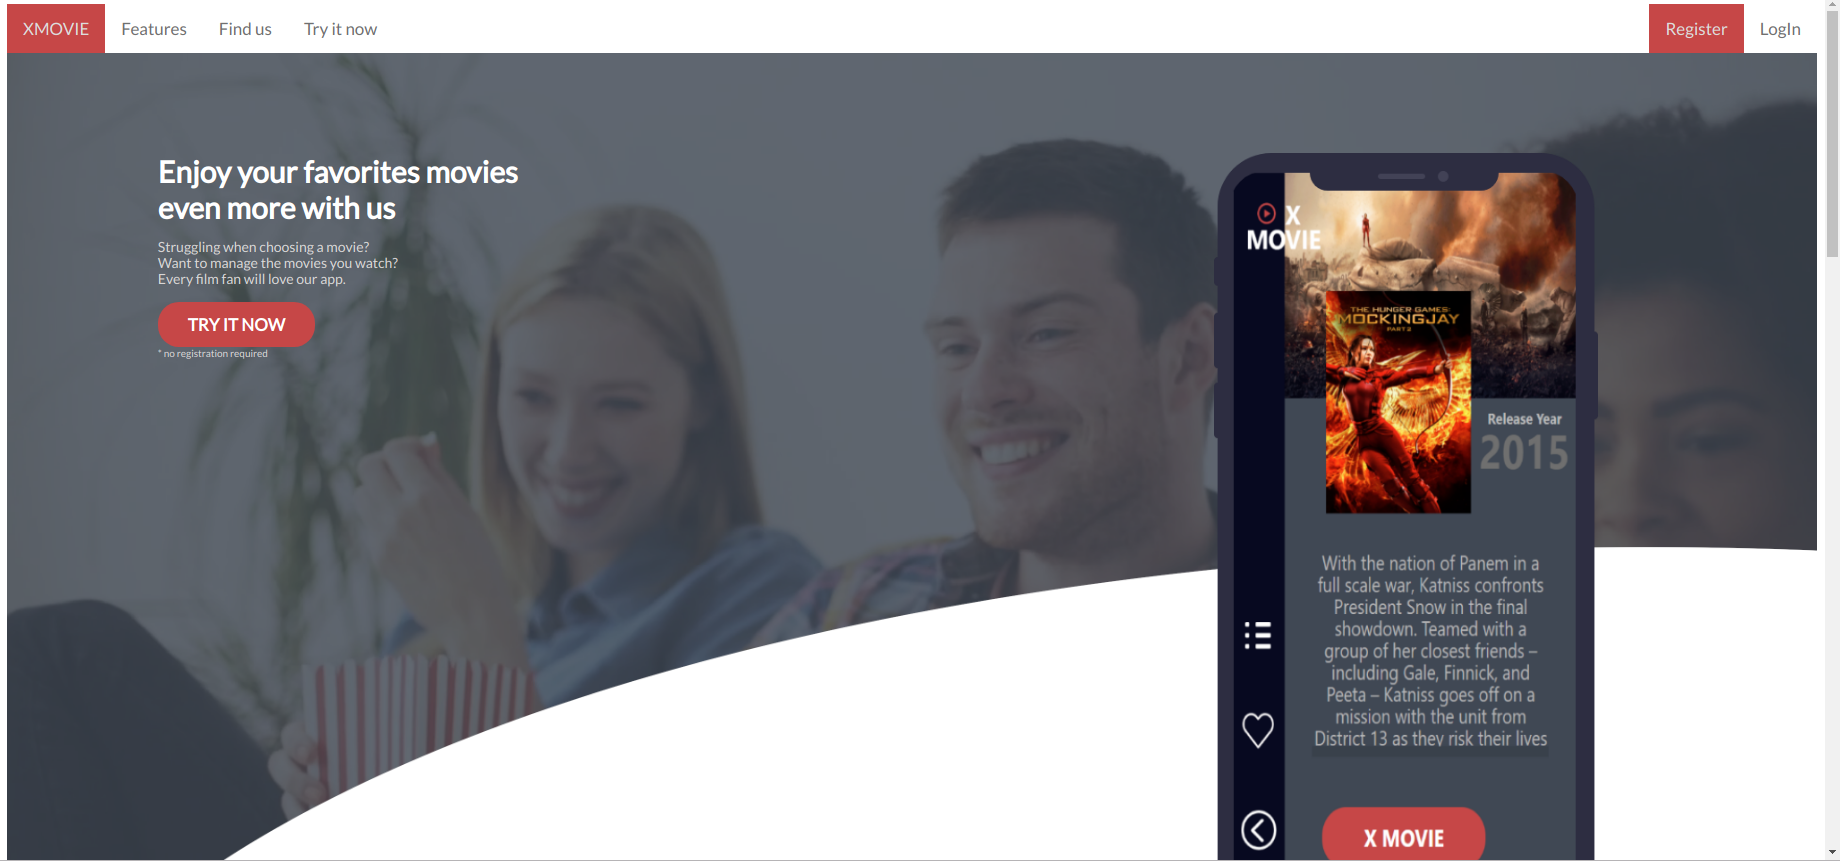 XMOVIE
Features
Find us
Try it now
Register
LogIn
Enjoy your favorites movies
even more with us
Struggling when choosing a movie?
Want to manage the movies you watch?
Every film fan will love our app.
TRY IT NOW
* no registration required
X
MOVIE
THE HUNGER GAMES
MOCKINGJAY
PART 2
Release Year
2015
With the nation of Panem in a
full scale war, Katniss confronts
President Snow in the final
showdown. Teamed with a
group of her closest friends –
including Gale, Finnick, and
Peeta – Katniss goes off on a
mission with the unit from
District 13 as they risk their lives
X MOVIE